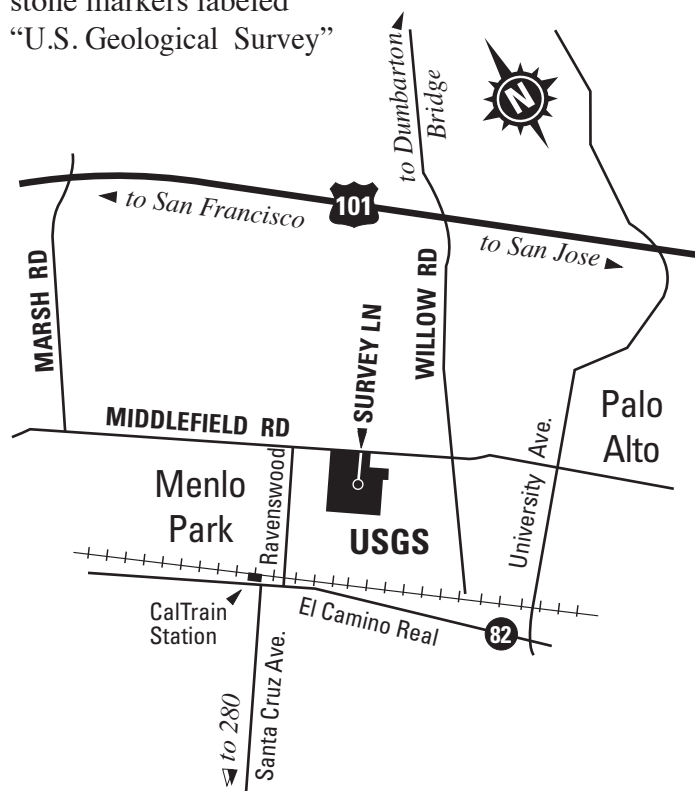 stone markers labeled
“U.S. Geological Survey”
to Dumbarton
Bridge
N
101
to San Francisco
to San Jose
MARSH RD
WILLOW RD
SURVEY LN
MIDDLEFIELD RD
Palo
Alto
University Ave.
Menlo
Park
Ravenswood
USGS
CalTrain
Station
El Camino Real
82
Santa Cruz Ave.
to 280